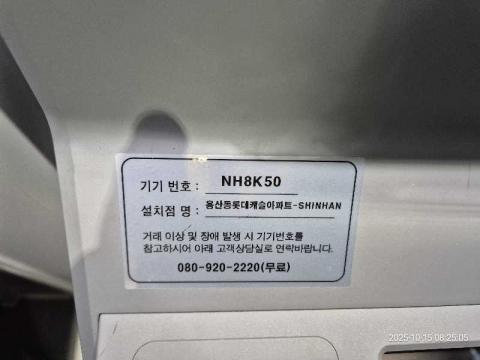 기기 번호 : NH8K50
설치점 명 : 용산동롯데캐슬아파트-SHINHAN
거래 이상 및 장애 발생 시 기기번호를
참고하시어 아래 고객상담실로 연락바랍니다.
080-920-2220(무료)
2025-10-15 08:25:05